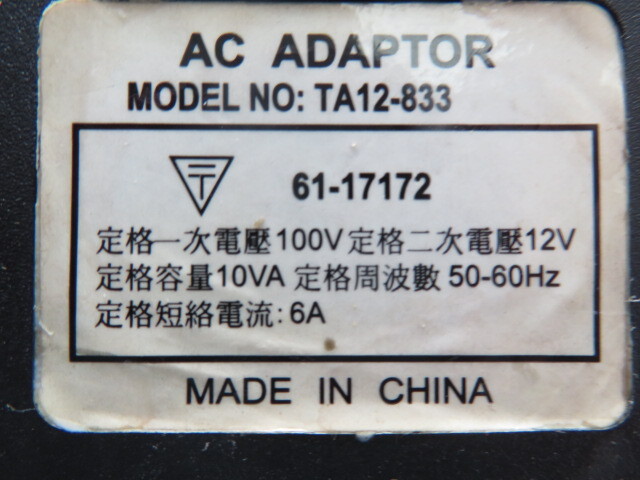 AC ADAPTOR
MODEL NO: TA12-833
〒 61-17172
定格一次電壓100V 定格二次電壓12V
定格容量10VA 定格周波數 50-60Hz
定格短絡電流: 6A
MADE IN CHINA